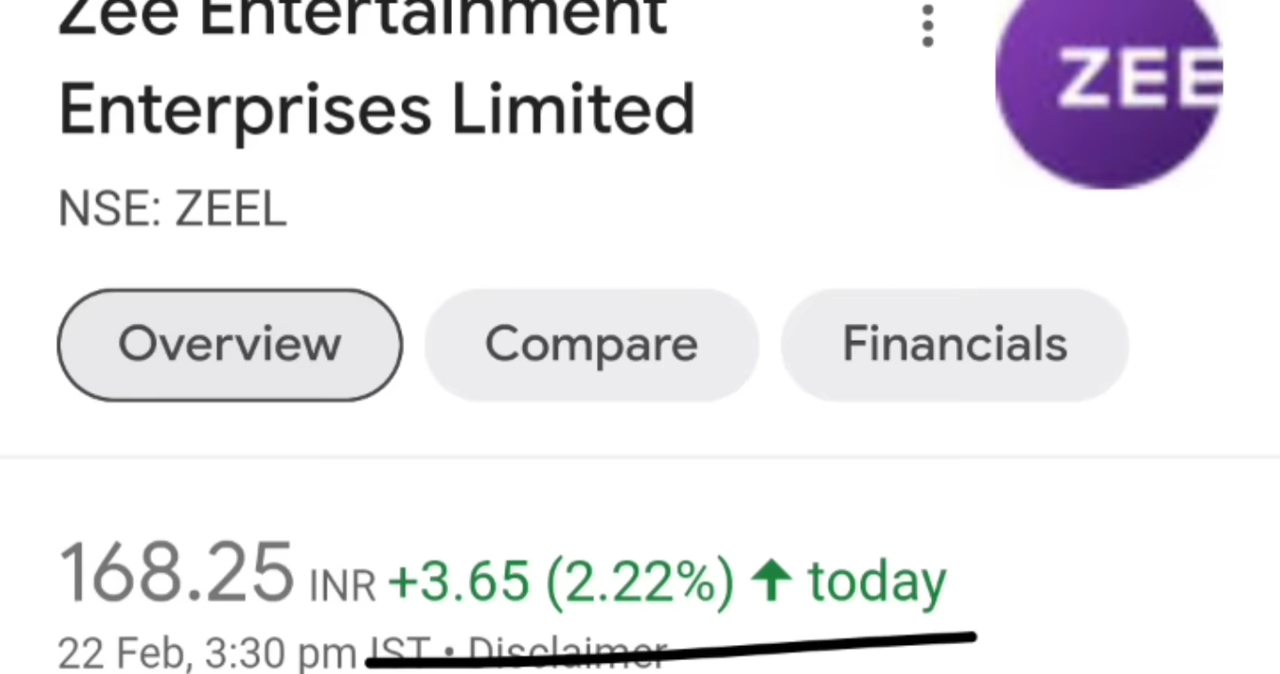 Zee Entertainment
Enterprises Limited
ZEE
NSE: ZEEL
Overview
Compare
Financials
168.25 INR +3.65 (2.22%) ↑ today
22 Feb, 3:30 pm IST • Disclaimer